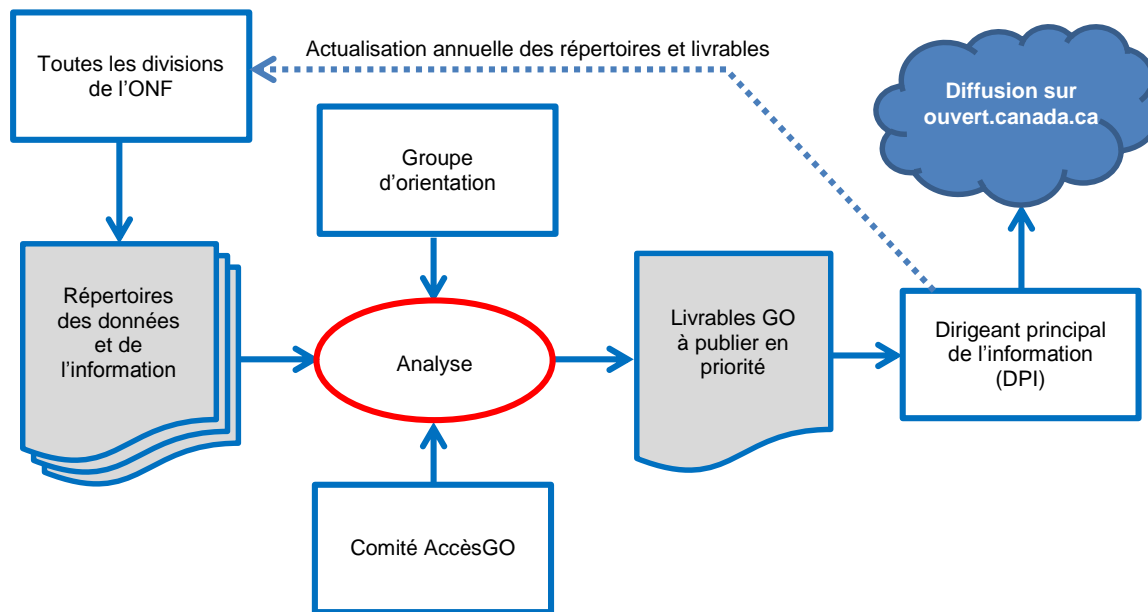 Toutes les divisions
de l’ONF
Actualisation annuelle des répertoires et livrables
Diffusion sur
ouvert.canada.ca
Groupe
d’orientation
Répertoires
des données
et de
l’information
Analyse
Livrables GO
à publier en
priorité
Dirigeant principal
de l’information
(DPI)
Comité AccèsGO